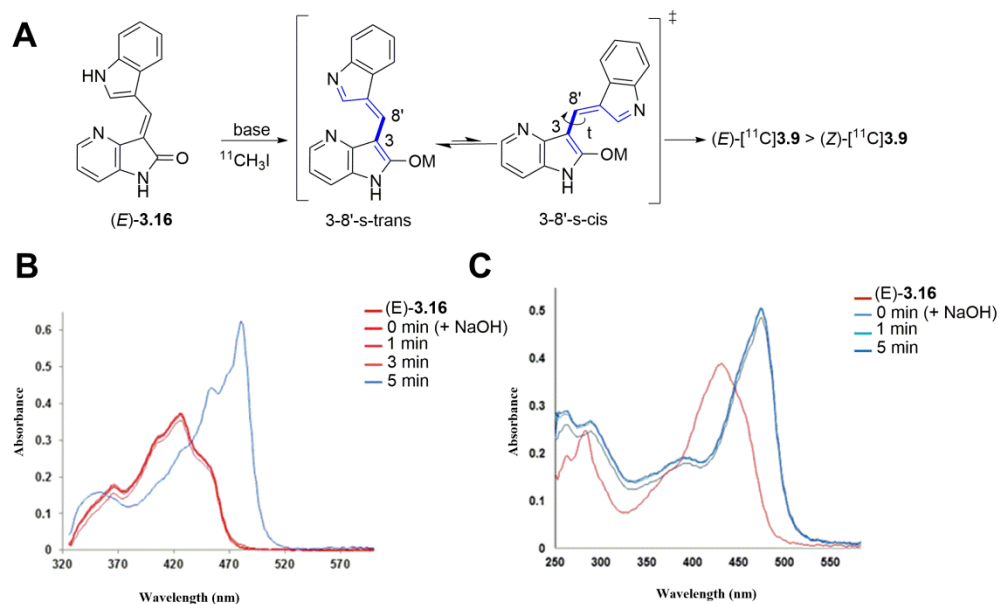 A
HN
N
O
NH
(E)-3.16
base
¹¹CH₃I
N
8'
3
N
OM
NH
3-8'-s-trans
8'
3
t
N
N
OM
NH
3-8'-s-cis
‡
(E)-[¹¹C]3.9 > (Z)-[¹¹C]3.9
B
(E)-3.16
0 min (+ NaOH)
1 min
3 min
5 min
Absorbance
0.6
0.5
0.4
0.3
0.2
0.1
0
320 370 420 470 520 570
Wavelength (nm)
C
(E)-3.16
0 min (+ NaOH)
1 min
5 min
Absorbance
0.5
0.4
0.3
0.2
0.1
0
250 300 350 400 450 500 550
Wavelength (nm)